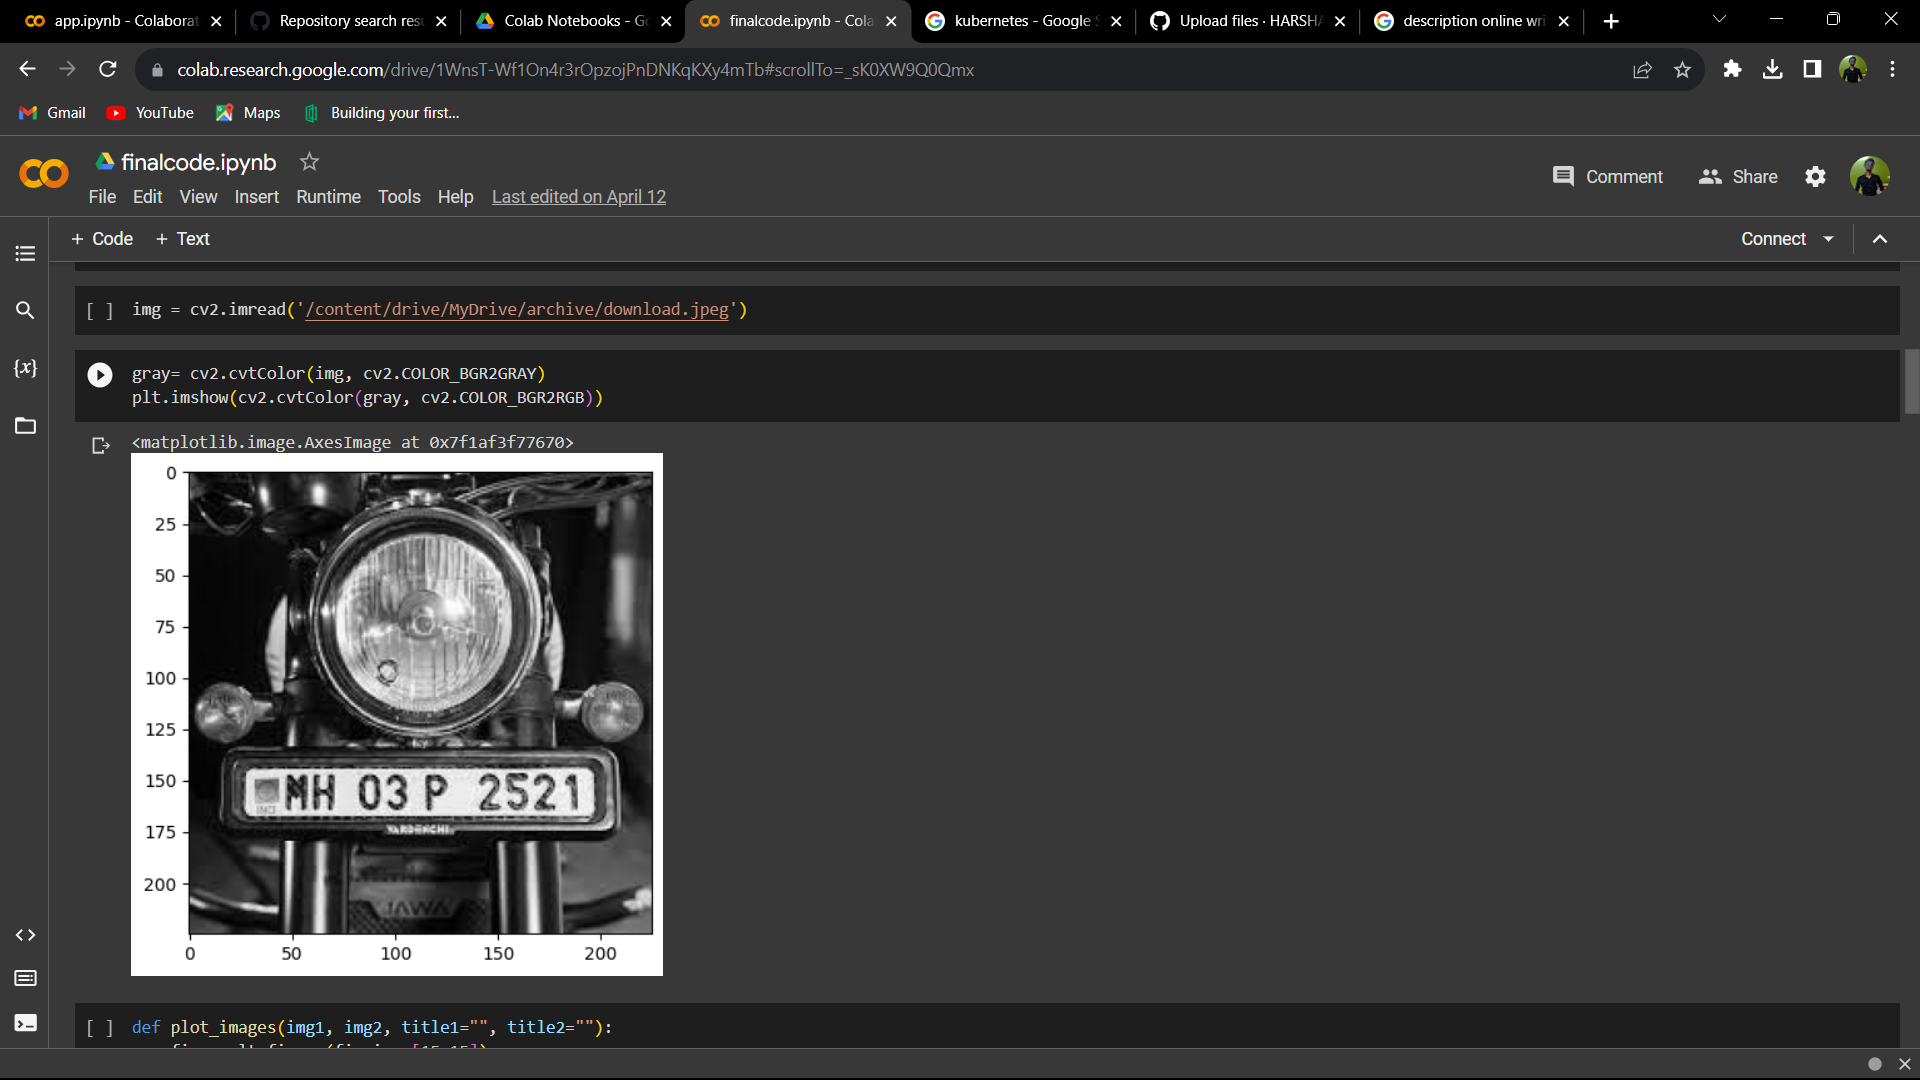 app.ipynb - Colaborat
Repository search resu
Colab Notebooks - Go
finalcode.ipynb - Cola
kubernetes - Google S
Upload files · HARSHA
description online wri
colab.research.google.com/drive/1WnsT-Wf1On4r3rOpzojPnDNKqKXy4mTb#scrollTo=_sK0XW9Q0Qmx
Gmail
YouTube
Maps
Building your first...
finalcode.ipynb
File Edit View Insert Runtime Tools Help Last edited on April 12
Comment
Share
+ Code + Text
Connect
{x}
[ ] img = cv2.imread('/content/drive/MyDrive/archive/download.jpeg')
gray= cv2.cvtColor(img, cv2.COLOR_BGR2GRAY)
plt.imshow(cv2.cvtColor(gray, cv2.COLOR_BGR2RGB))
<matplotlib.image.AxesImage at 0x7f1af3f77670>
0
25
50
75
100
125
150
175
200
IND
MH 03 P 2521
VARDENCHI
JAWA
0 50 100 150 200
[ ] def plot_images(img1, img2, title1="", title2=""):